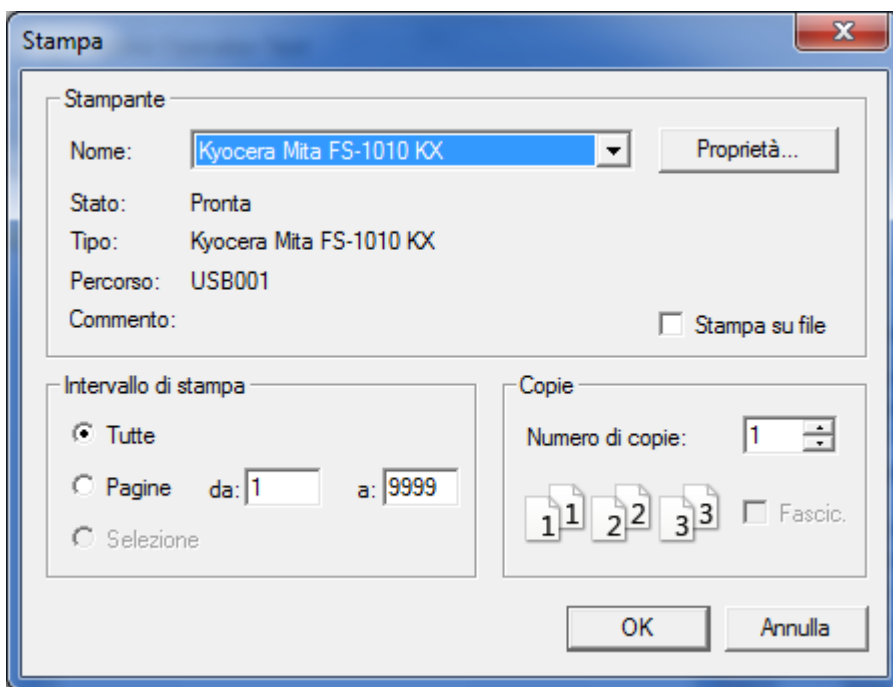 Stampa
Stampante
Nome: Kyocera Mita FS-1010 KX Proprietà...
Stato: Pronta
Tipo: Kyocera Mita FS-1010 KX
Percorso: USB001
Commento: Stampa su file
Intervallo di stampa
Tutte
Pagine da: 1 a: 9999
Selezione
Copie
Numero di copie: 1
1 1 2 2 3 3 Fascic.
OK Annulla